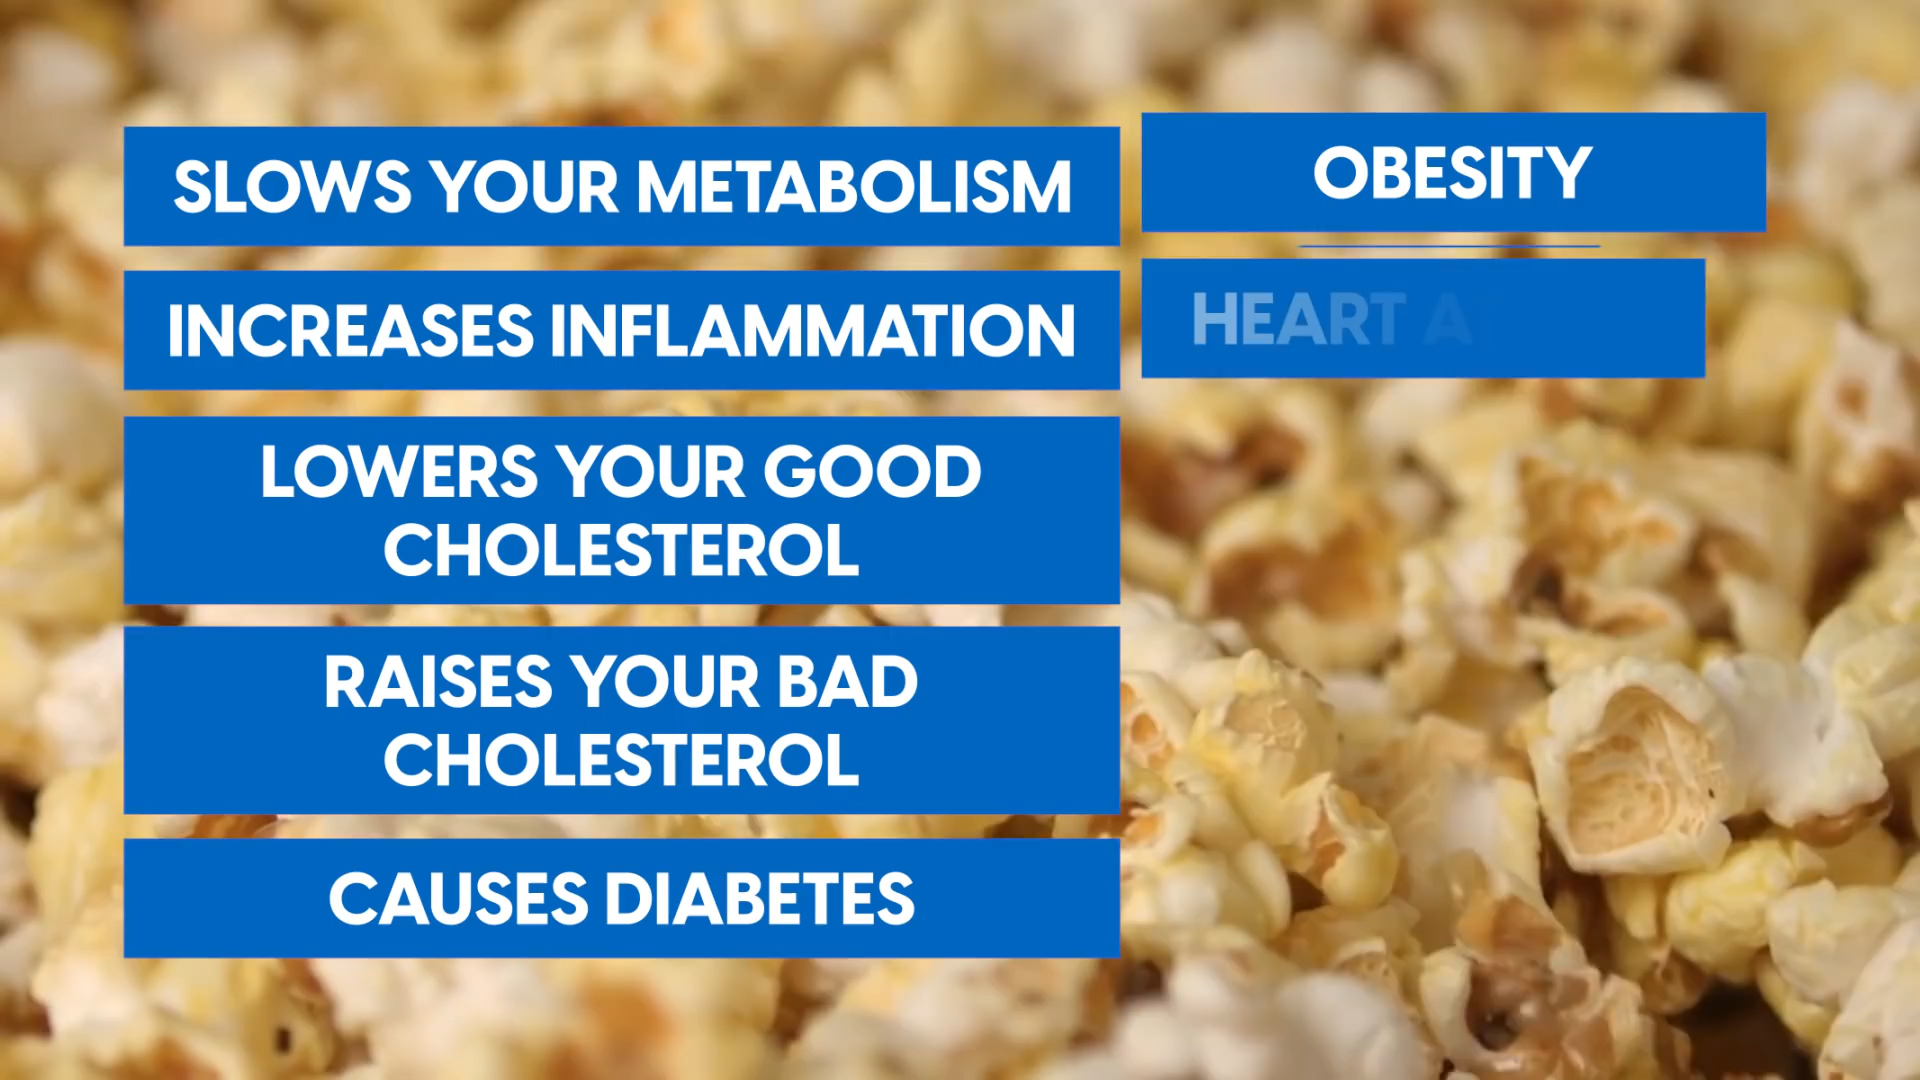 SLOWS YOUR METABOLISM
INCREASES INFLAMMATION
LOWERS YOUR GOOD
CHOLESTEROL
RAISES YOUR BAD
CHOLESTEROL
CAUSES DIABETES
OBESITY
HEART